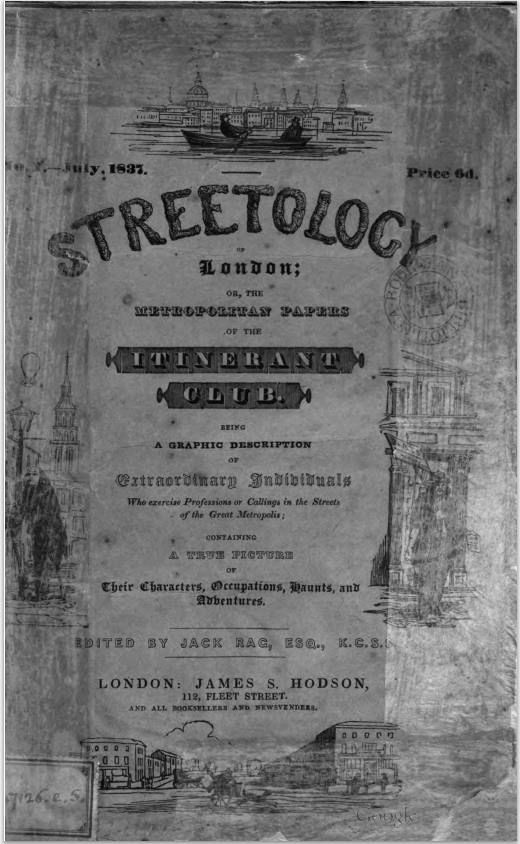 July, 1837.
Price 6d.
STREETOLOGY
OF
London;
OR, THE
METROPOLITAN PAPERS
OF THE
ITINERANT
CLUB.
BEING
A GRAPHIC DESCRIPTION
OF
Extraordinary Individuals
Who exercise Professions or Callings in the Streets
of the Great Metropolis;
CONTAINING
A TRUE PICTURE
OF
Their Characters, Occupations, Haunts, and
Adventures.
EDITED BY JACK RAG, ESQ., K.C.S.
LONDON: JAMES S. HODSON,
112, FLEET STREET.
AND ALL BOOKSELLERS AND NEWSVENDERS.